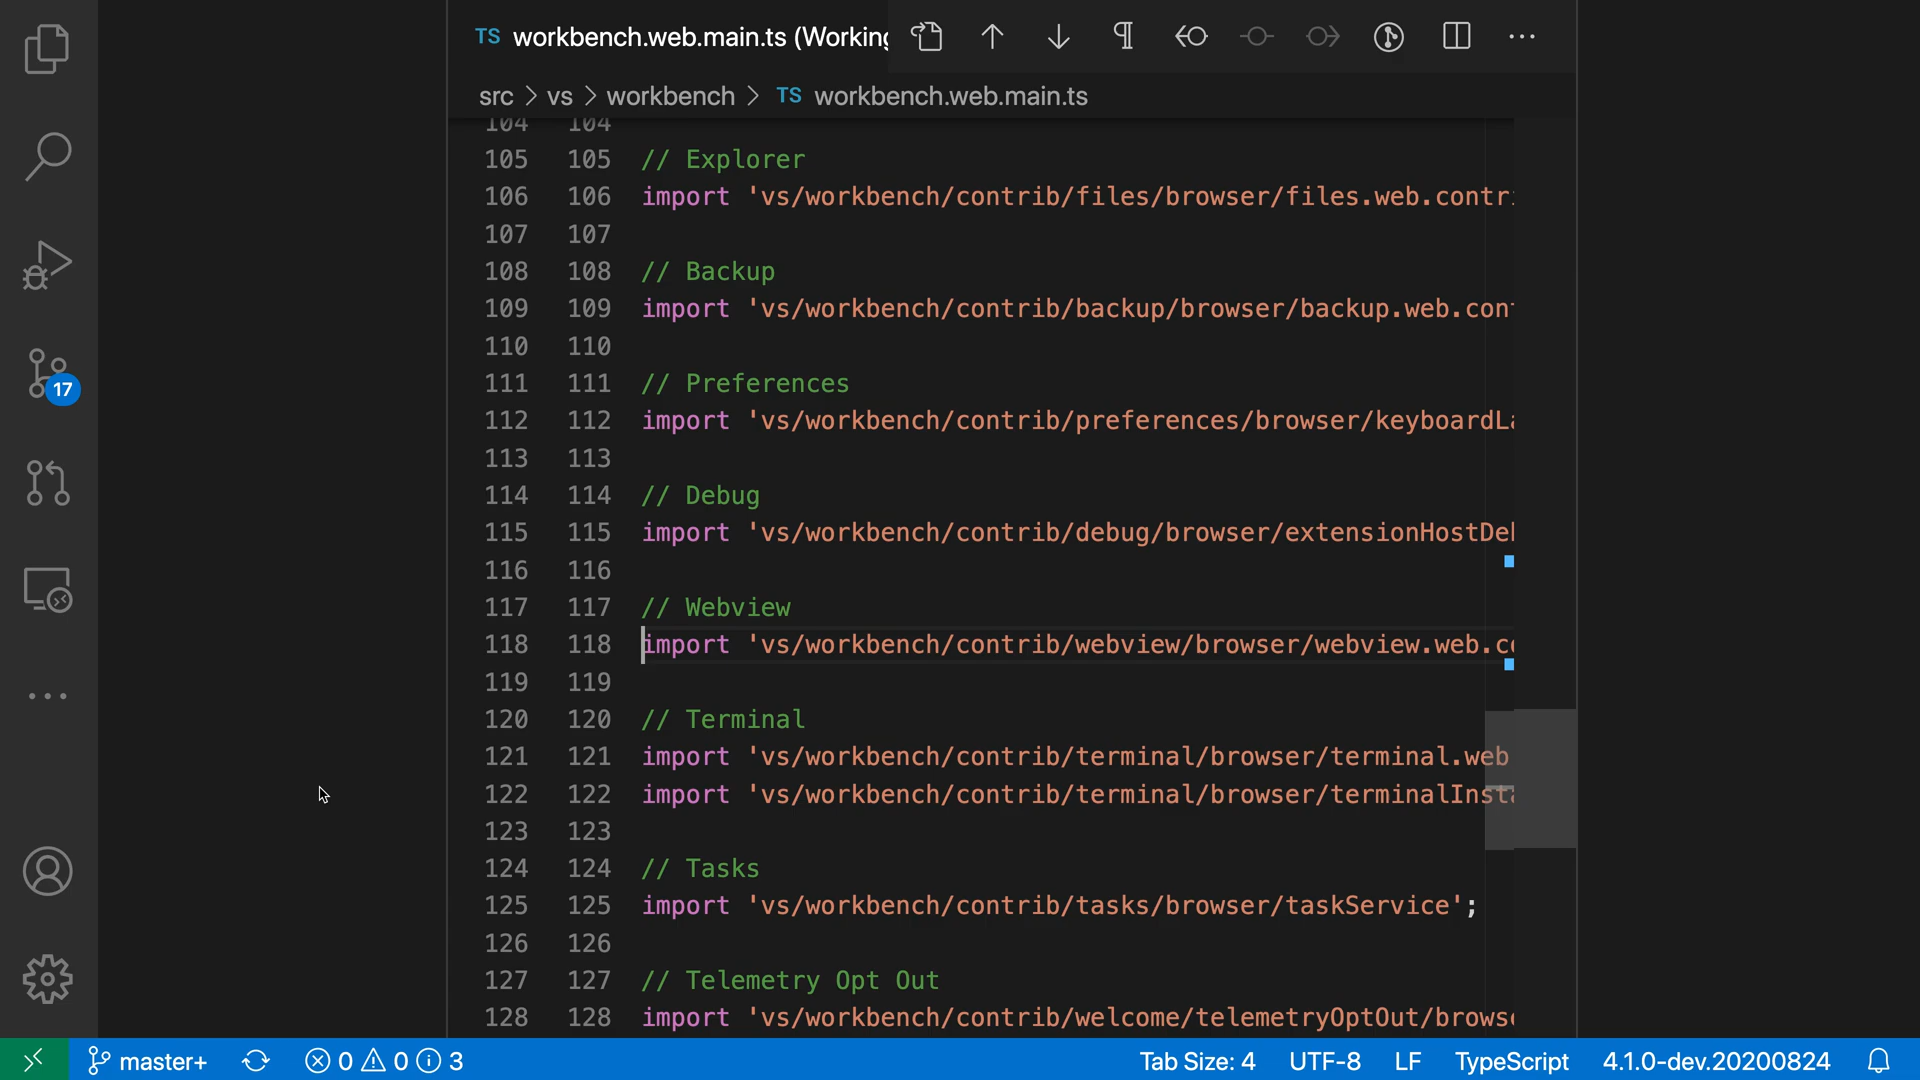 TS workbench.web.main.ts (Working
src > vs > workbench > TS workbench.web.main.ts
104 104
105 105 // Explorer
106 106 import 'vs/workbench/contrib/files/browser/files.web.contr
107 107
108 108 // Backup
109 109 import 'vs/workbench/contrib/backup/browser/backup.web.con
110 110
111 111 // Preferences
112 112 import 'vs/workbench/contrib/preferences/browser/keyboardLa
113 113
114 114 // Debug
115 115 import 'vs/workbench/contrib/debug/browser/extensionHostDe
116 116
117 117 // Webview
118 118 import 'vs/workbench/contrib/webview/browser/webview.web.co
119 119
120 120 // Terminal
121 121 import 'vs/workbench/contrib/terminal/browser/terminal.web
122 122 import 'vs/workbench/contrib/terminal/browser/terminalInsta
123 123
124 124 // Tasks
125 125 import 'vs/workbench/contrib/tasks/browser/taskService';
126 126
127 127 // Telemetry Opt Out
128 128 import 'vs/workbench/contrib/welcome/telemetryOptOut/browse
17
master+ 0 0 3 Tab Size: 4 UTF-8 LF TypeScript 4.1.0-dev.20200824